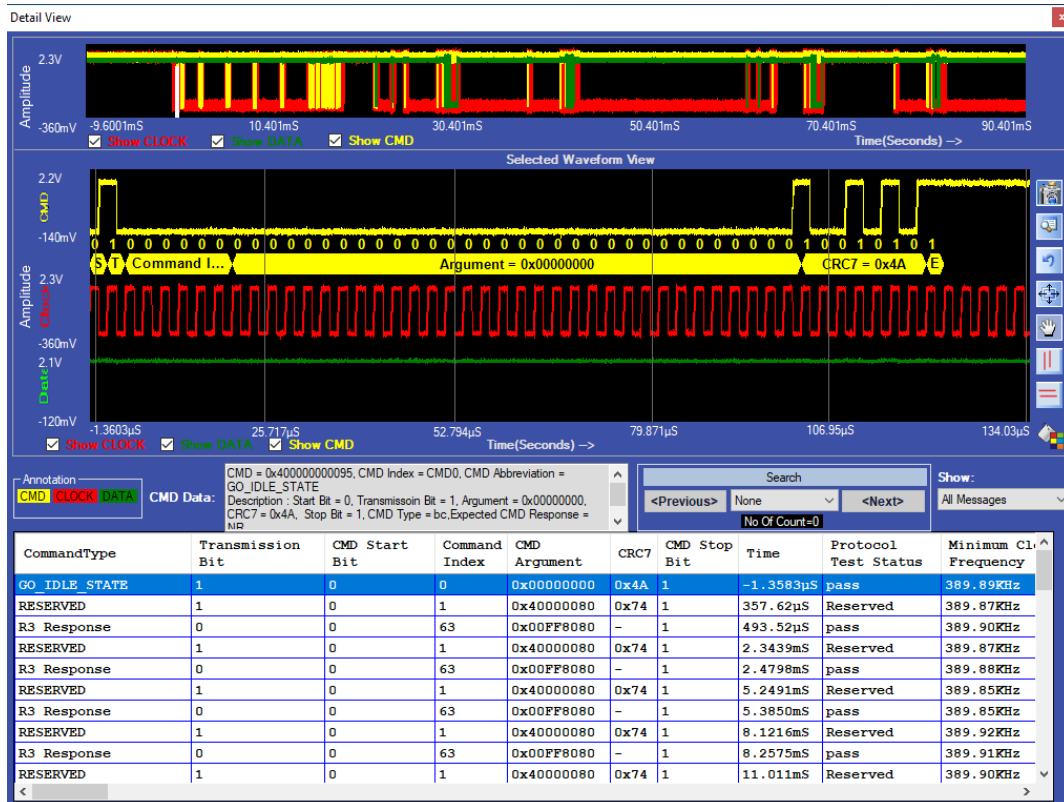 Detail View
x
2.3V
Amplitude
-360mV
-9.6001mS 10.401mS 30.401mS 50.401mS 70.401mS 90.401mS
Show CLOCK Show DATA Show CMD Time(Seconds) -->
Selected Waveform View
2.2V
CMD
-140mV
0 1 0 0 0 0 0 0 0 0 0 0 0 0 0 0 0 0 0 0 0 0 0 0 0 0 0 0 0 0 0 0 0 0 0 0 0 0 0 0 1 0 0 1 0 1 0 1
S T Command I... Argument = 0x00000000 CRC7 = 0x4A E
2.3V
Amplitude
Clock
-360mV
2.1V
Data
-120mV
-1.3603µS 25.717µS 52.794µS 79.871µS 106.95µS 134.03µS
Show CLOCK Show DATA Show CMD Time(Seconds) -->
Annotation
CMD CLOCK DATA
CMD Data:
CMD = 0x400000000095, CMD Index = CMD0, CMD Abbreviation =
GO_IDLE_STATE
Description : Start Bit = 0, Transmissoin Bit = 1, Argument = 0x00000000,
CRC7 = 0x4A, Stop Bit = 1, CMD Type = bc,Expected CMD Response =
NR
Search
<Previous> None <Next>
No Of Count=0
Show:
All Messages
CommandType Transmission Bit CMD Start Bit Command Index CMD Argument CRC7 CMD Stop Bit Time Protocol Test Status Minimum Cl Frequency
GO_IDLE_STATE 1 0 0 0x00000000 0x4A 1 -1.3583µS pass 389.89KHz
RESERVED 1 0 1 0x40000080 0x74 1 357.62µS Reserved 389.87KHz
R3 Response 0 0 63 0x00FF8080 - 1 493.52µS pass 389.90KHz
RESERVED 1 0 1 0x40000080 0x74 1 2.3439mS Reserved 389.87KHz
R3 Response 0 0 63 0x00FF8080 - 1 2.4798mS pass 389.88KHz
RESERVED 1 0 1 0x40000080 0x74 1 5.2491mS Reserved 389.85KHz
R3 Response 0 0 63 0x00FF8080 - 1 5.3850mS pass 389.85KHz
RESERVED 1 0 1 0x40000080 0x74 1 8.1216mS Reserved 389.92KHz
R3 Response 0 0 63 0x00FF8080 - 1 8.2575mS pass 389.91KHz
RESERVED 1 0 1 0x40000080 0x74 1 11.011mS Reserved 389.90KHz